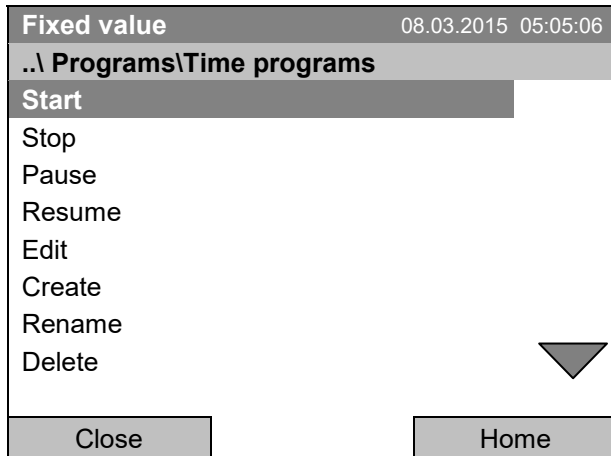 Fixed value 08.03.2015 05:05:06
..\ Programs\Time programs
Start
Stop
Pause
Resume
Edit
Create
Rename
Delete
Close Home